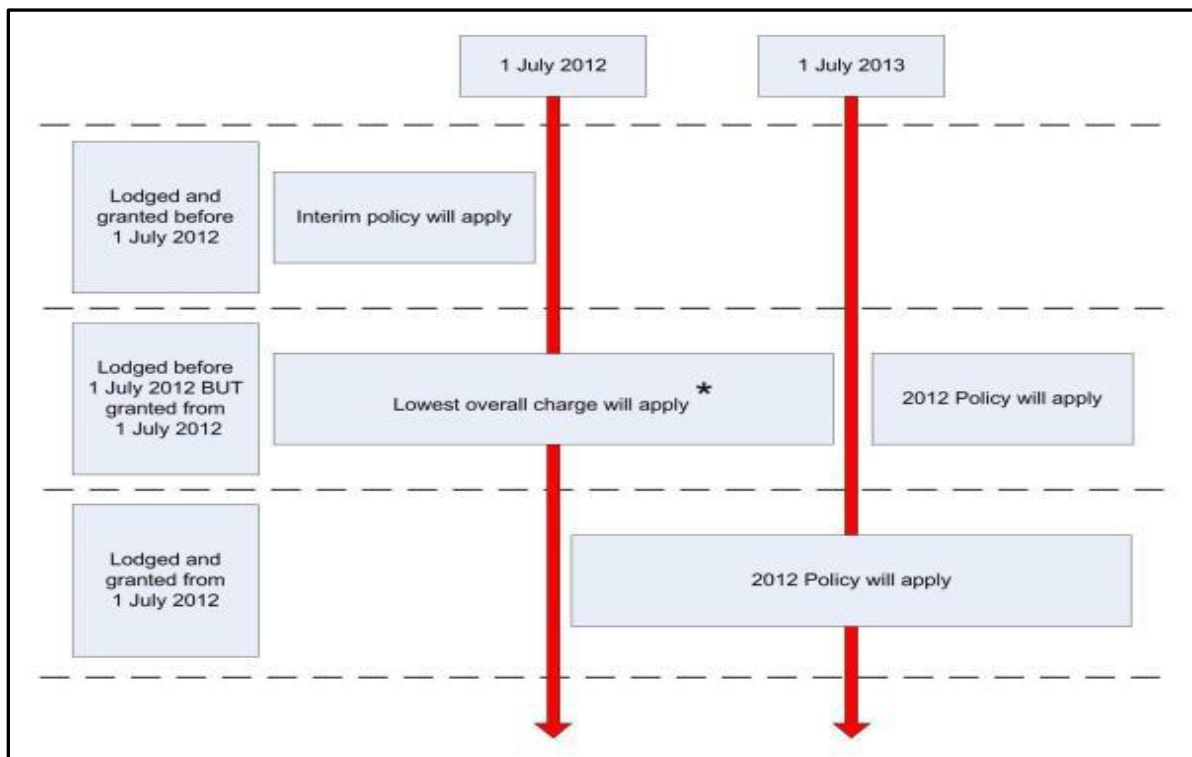 1 July 2012
1 July 2013
Lodged and
granted before
1 July 2012
Interim policy will apply
Lodged before
1 July 2012 BUT
granted from
1 July 2012
Lowest overall charge will apply *
2012 Policy will apply
Lodged and
granted from
1 July 2012
2012 Policy will apply